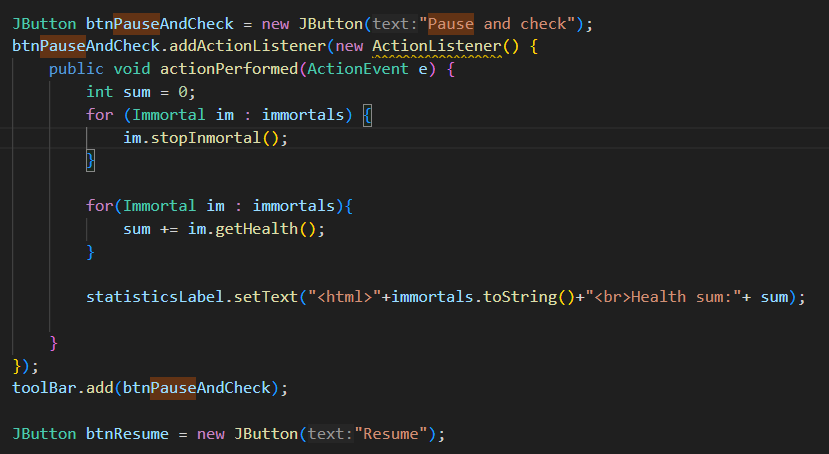 JButton btnPauseAndCheck = new JButton(text:"Pause and check");
btnPauseAndCheck.addActionListener(new ActionListener() {
public void actionPerformed(ActionEvent e) {
int sum = 0;
for (Immortal im : immortals) {
im.stopInmortal();
}
for(Immortal im : immortals){
sum += im.getHealth();
}
statisticsLabel.setText("<html>"+immortals.toString()+"<br>Health sum:"+ sum);
}
});
toolBar.add(btnPauseAndCheck);
JButton btnResume = new JButton(text:"Resume");